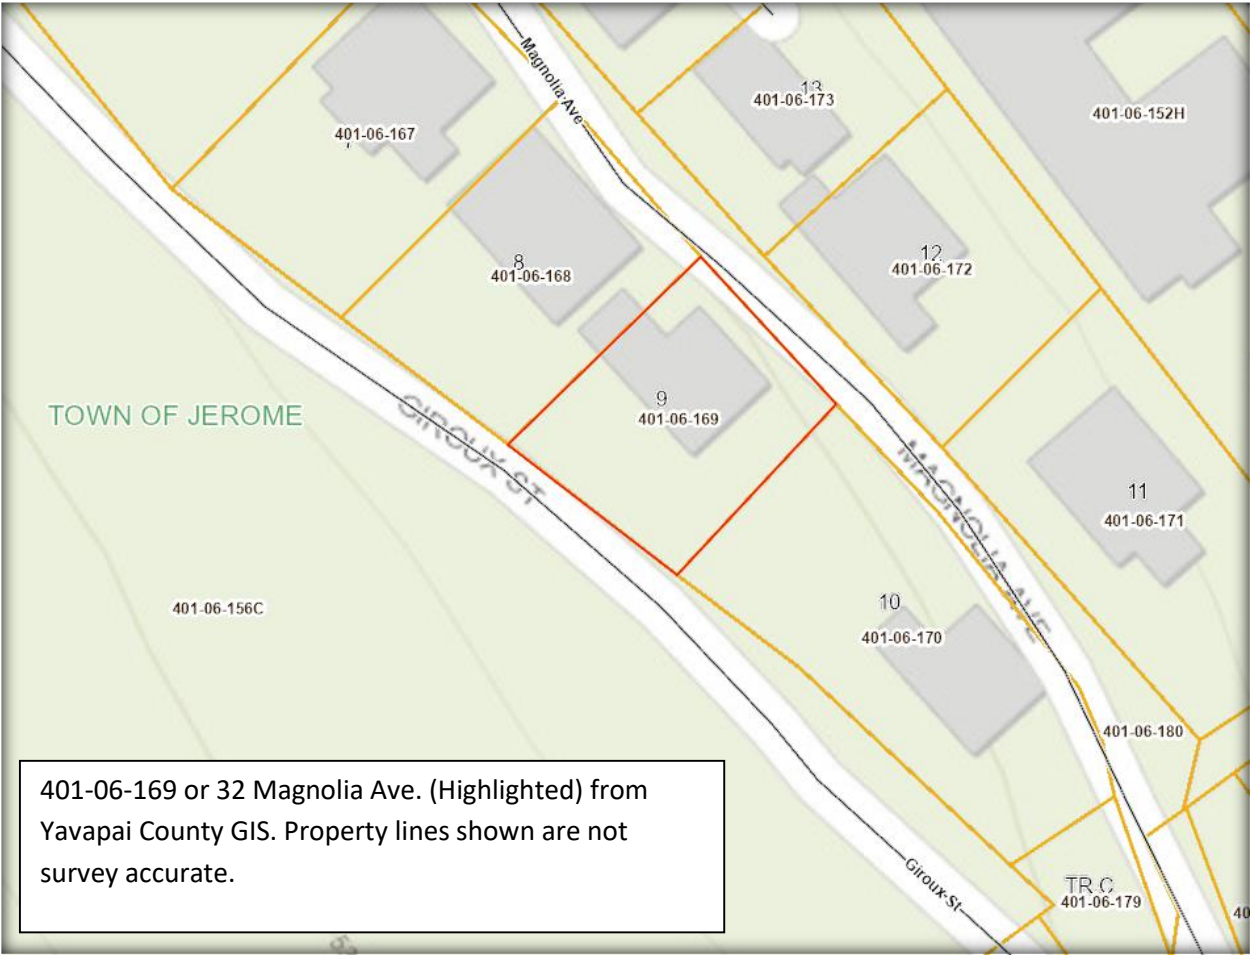 Magnolia Ave
13
401-06-173
401-06-152H
401-06-167
8
401-06-168
12
401-06-172
TOWN OF JEROME
GIROUX ST
9
401-06-169
MAGNOLIA AVE
11
401-06-171
401-06-156C
10
401-06-170
401-06-180
401-06-169 or 32 Magnolia Ave. (Highlighted) from
Yavapai County GIS. Property lines shown are not
survey accurate.
Giroux St
TR C
401-06-179
40